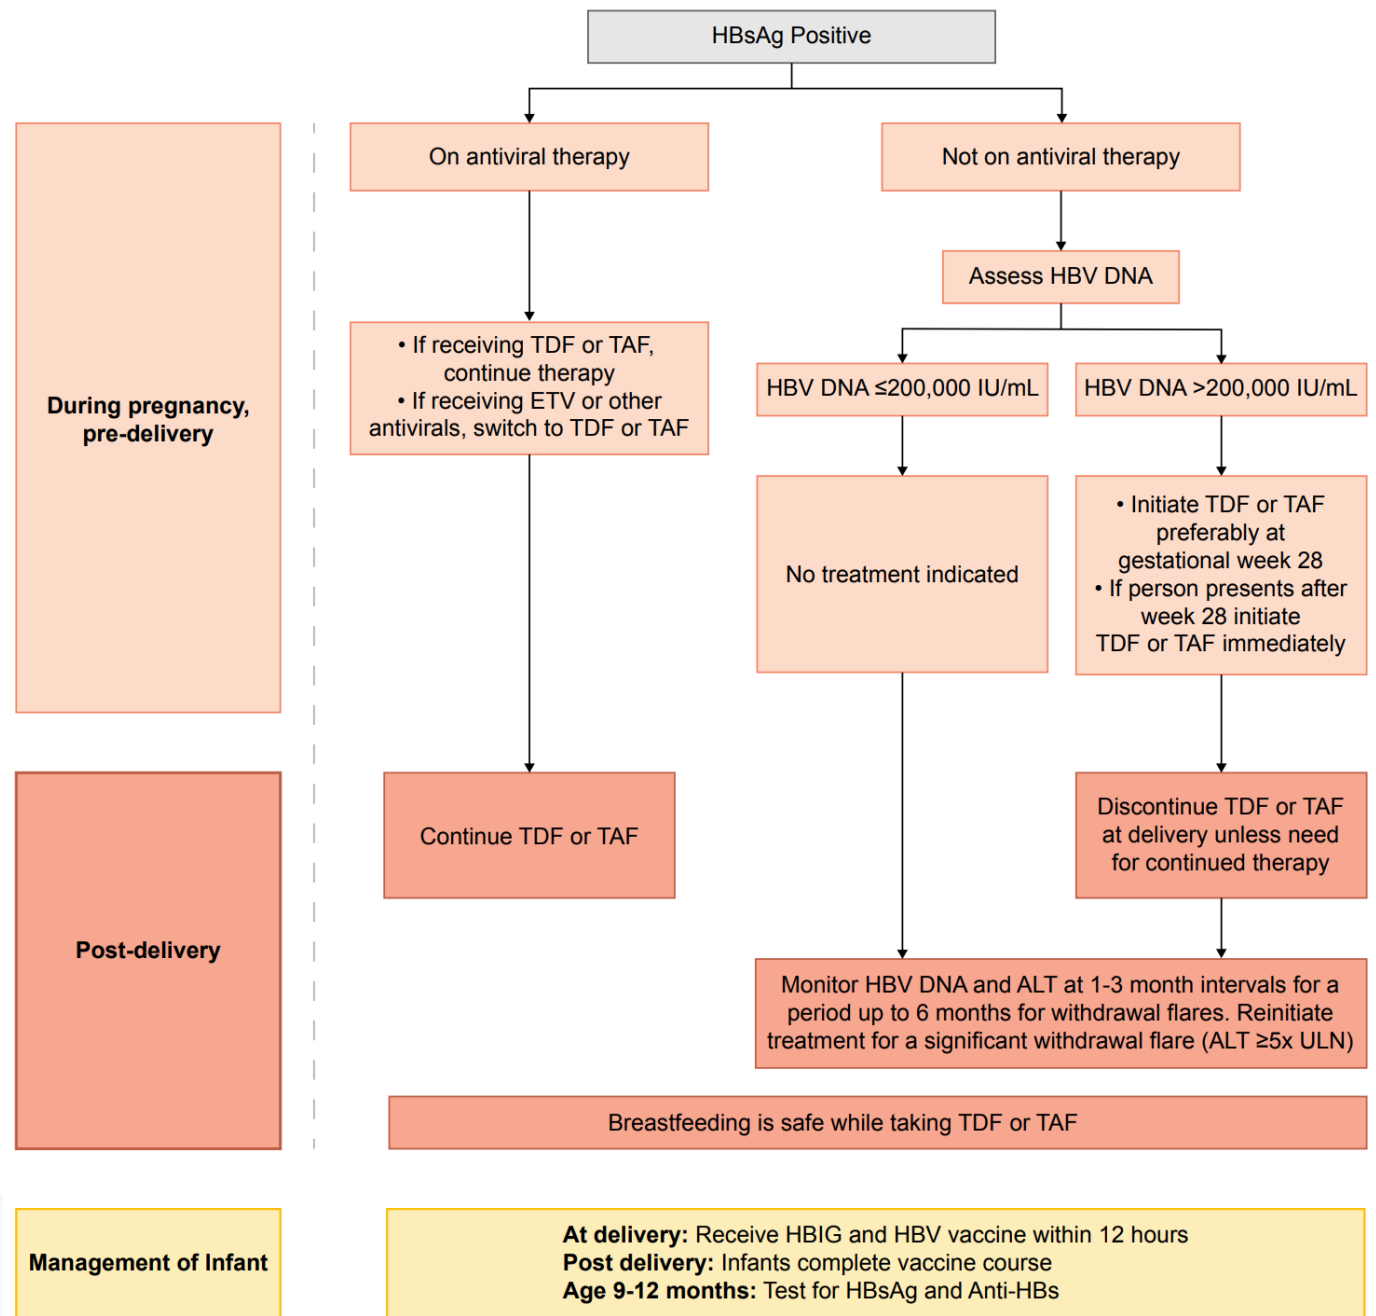 HBsAg Positive
During pregnancy,
pre-delivery
On antiviral therapy
Not on antiviral therapy
Assess HBV DNA
• If receiving TDF or TAF,
continue therapy
• If receiving ETV or other
antivirals, switch to TDF or TAF
HBV DNA ≤200,000 IU/mL
HBV DNA >200,000 IU/mL
No treatment indicated
• Initiate TDF or TAF
preferably at
gestational week 28
• If person presents after
week 28 initiate
TDF or TAF immediately
Post-delivery
Continue TDF or TAF
Discontinue TDF or TAF
at delivery unless need
for continued therapy
Monitor HBV DNA and ALT at 1-3 month intervals for a
period up to 6 months for withdrawal flares. Reinitiate
treatment for a significant withdrawal flare (ALT ≥5x ULN)
Breastfeeding is safe while taking TDF or TAF
Management of Infant
At delivery: Receive HBIG and HBV vaccine within 12 hours
Post delivery: Infants complete vaccine course
Age 9-12 months: Test for HBsAg and Anti-HBs